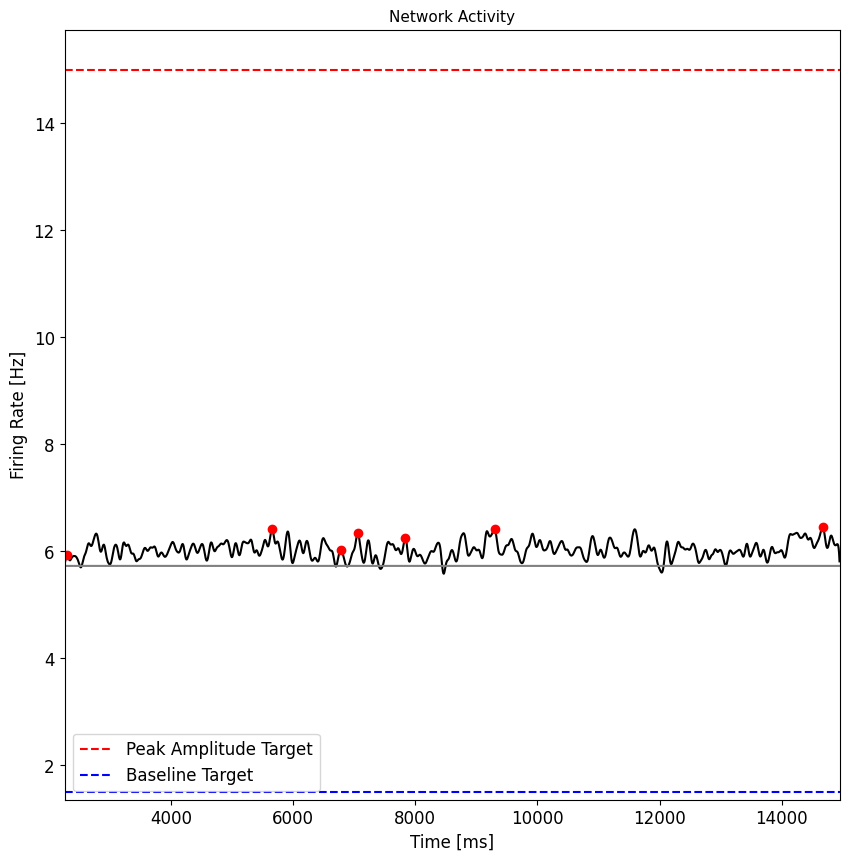 Network Activity
Firing Rate [Hz]
14
12
10
8
6
4
2
Peak Amplitude Target
Baseline Target
4000 6000 8000 10000 12000 14000
Time [ms]